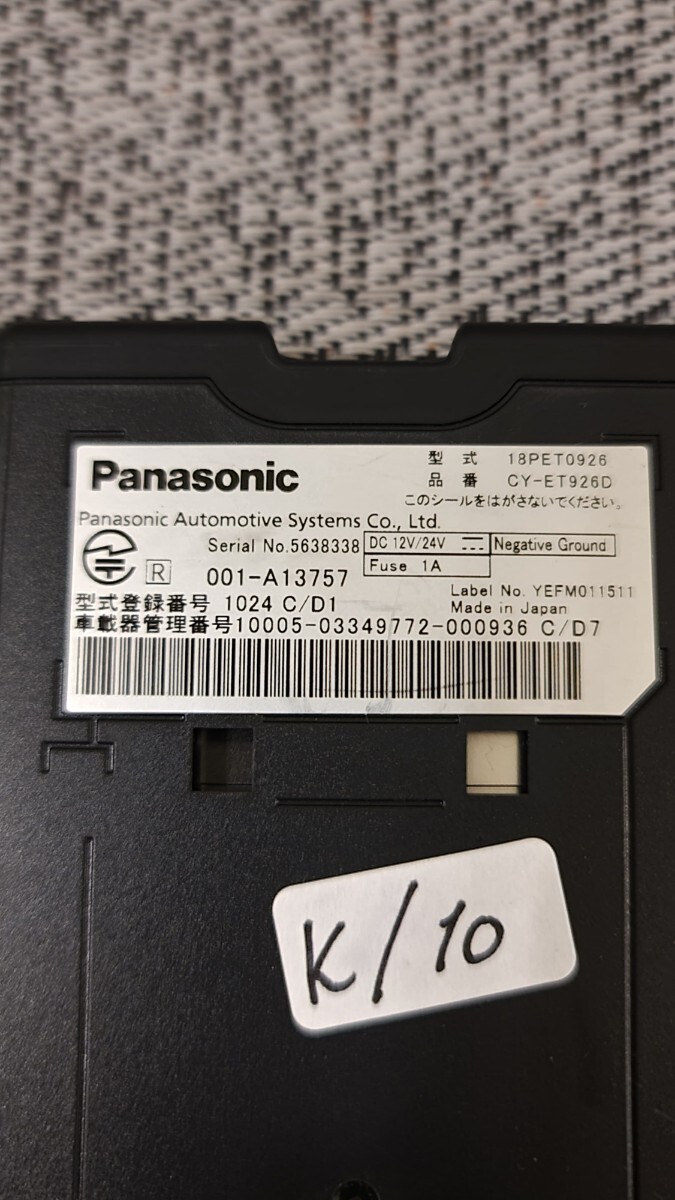 Panasonic
型式 18PET0926
品番 CY-ET926D
このシールをはがさないでください。
Panasonic Automotive Systems Co., Ltd.
Serial No.5638338 DC 12V/24V Negative Ground
Fuse 1A
R 001-A13757
Label No. YEFM011511
型式登録番号 1024 C/D1 Made in Japan
車載器管理番号10005-03349772-000936 C/D7
K/10